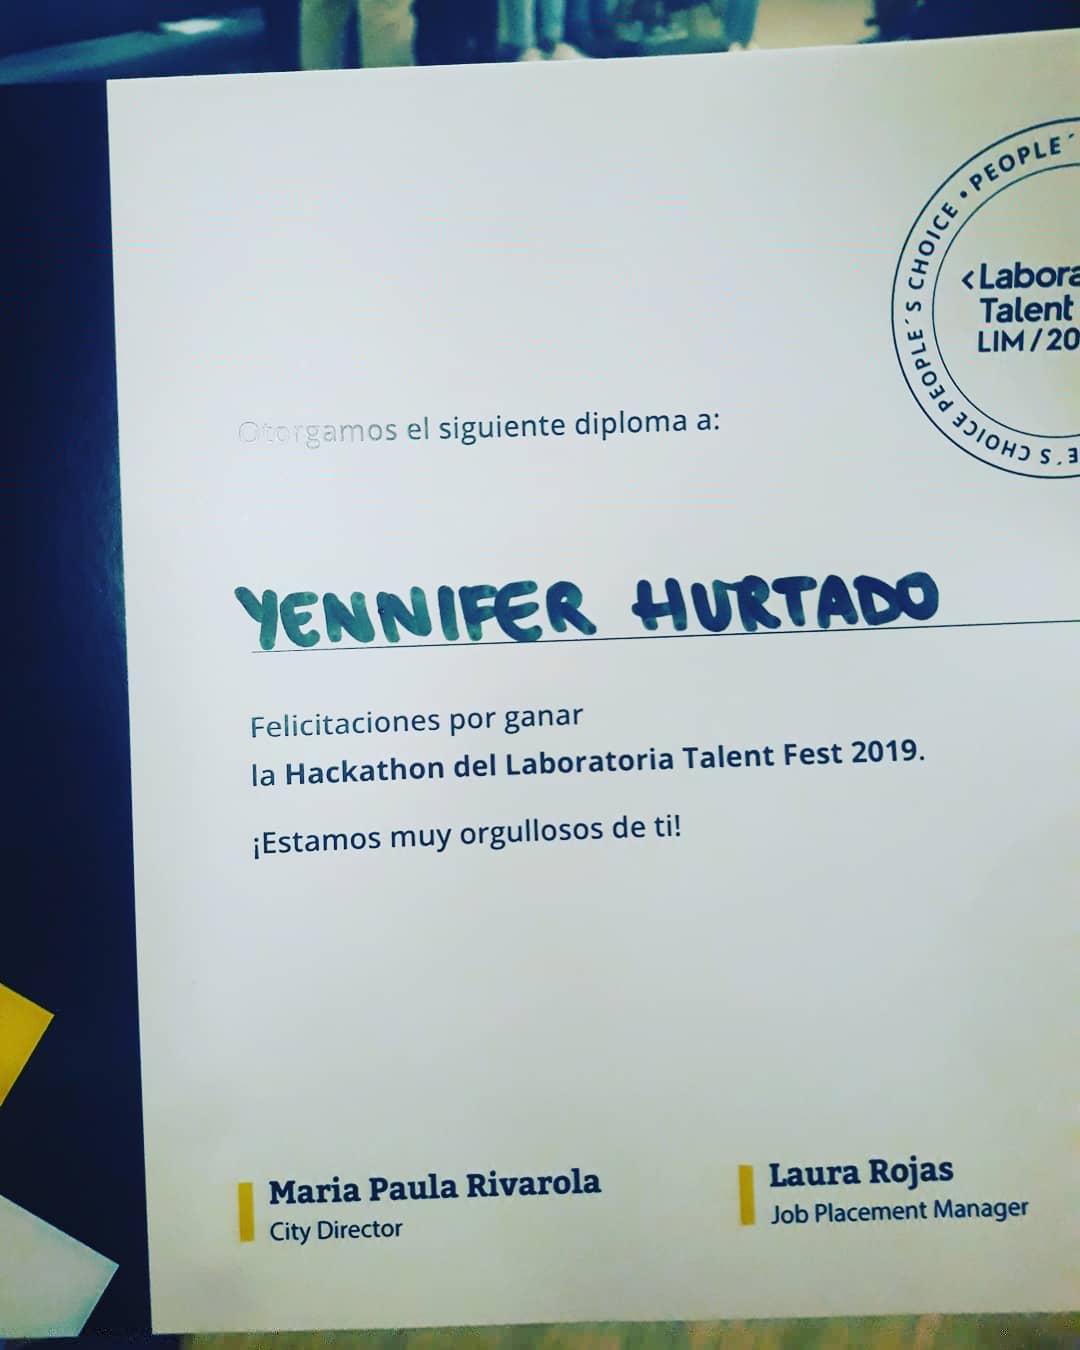 PEOPLE´S CHOICE PEOPLE´S CHOICE • PEOPLE´
<Labora
Talent
LIM/20
Otorgamos el siguiente diploma a:
YENNIFER HURTADO
Felicitaciones por ganar
la Hackathon del Laboratoria Talent Fest 2019.
¡Estamos muy orgullosos de ti!
Maria Paula Rivarola
City Director
Laura Rojas
Job Placement Manager